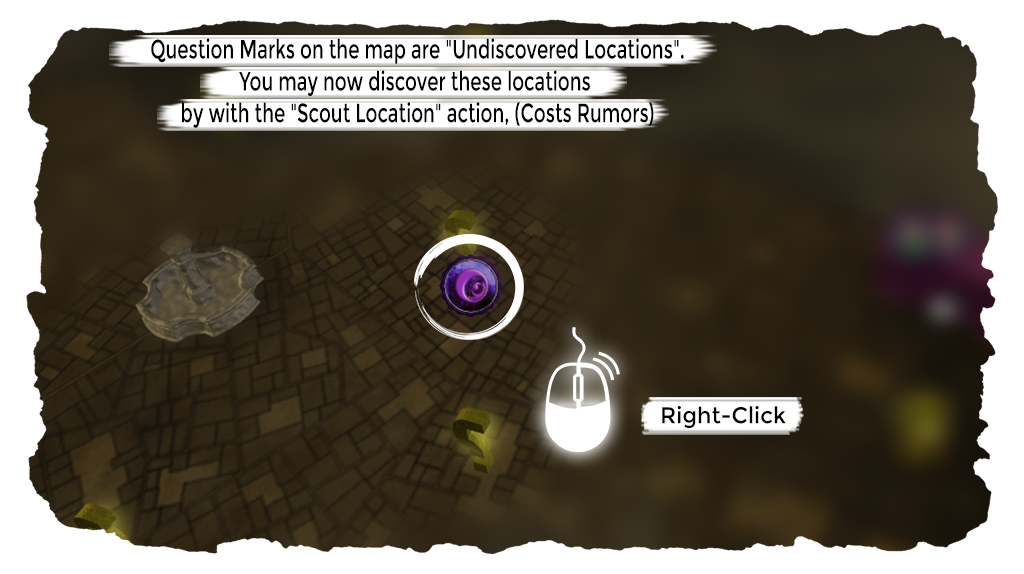 Question Marks on the map are "Undiscovered Locations".
You may now discover these locations
by with the "Scout Location" action, (Costs Rumors)
Right-Click